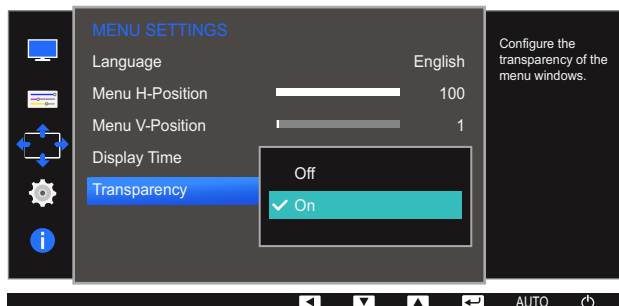 MENU SETTINGS
Language English
Menu H-Position 100
Menu V-Position 1
Display Time
Transparency
Off
On
Configure the
transparency of the
menu windows.
AUTO